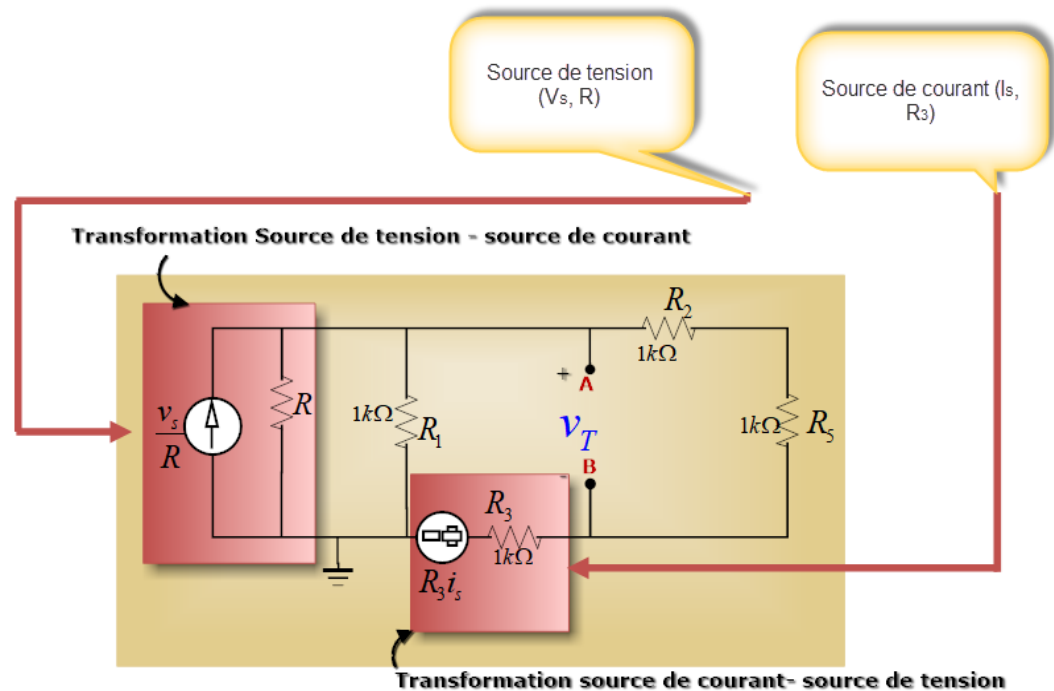 Source de tension
(Vs, R)
Source de courant (Is,
R3)
Transformation Source de tension - source de courant
R2
1kΩ
+
A
vs
R
R
1kΩ
R1
vT
1kΩ
R5
B
-
R3
1kΩ
R3is
Transformation source de courant- source de tension